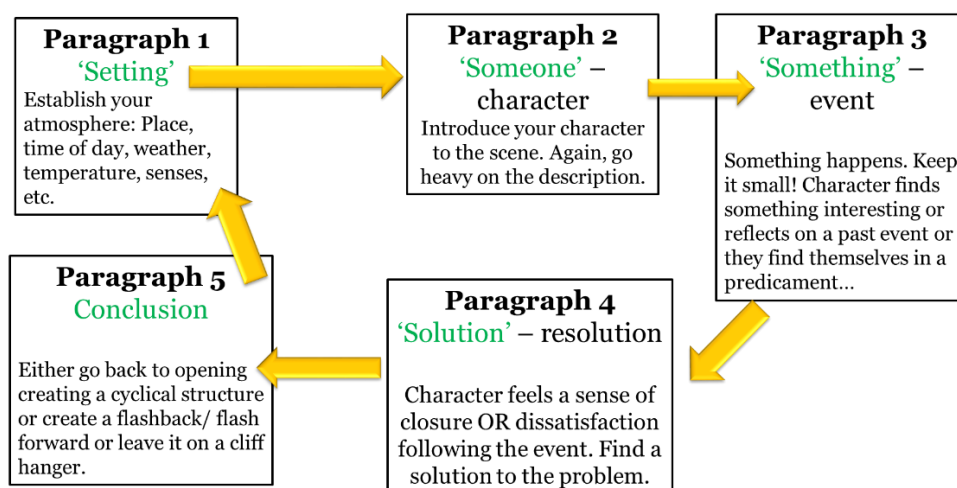 Paragraph 1
‘Setting’
Establish your
atmosphere: Place,
time of day, weather,
temperature, senses,
etc.
Paragraph 2
‘Someone’ –
character
Introduce your character
to the scene. Again, go
heavy on the description.
Paragraph 3
‘Something’ –
event
Something happens. Keep
it small! Character finds
something interesting or
reflects on a past event or
they find themselves in a
predicament…
Paragraph 4
‘Solution’ – resolution
Character feels a sense of
closure OR dissatisfaction
following the event. Find a
solution to the problem.
Paragraph 5
Conclusion
Either go back to opening
creating a cyclical structure
or create a flashback/ flash
forward or leave it on a cliff
hanger.